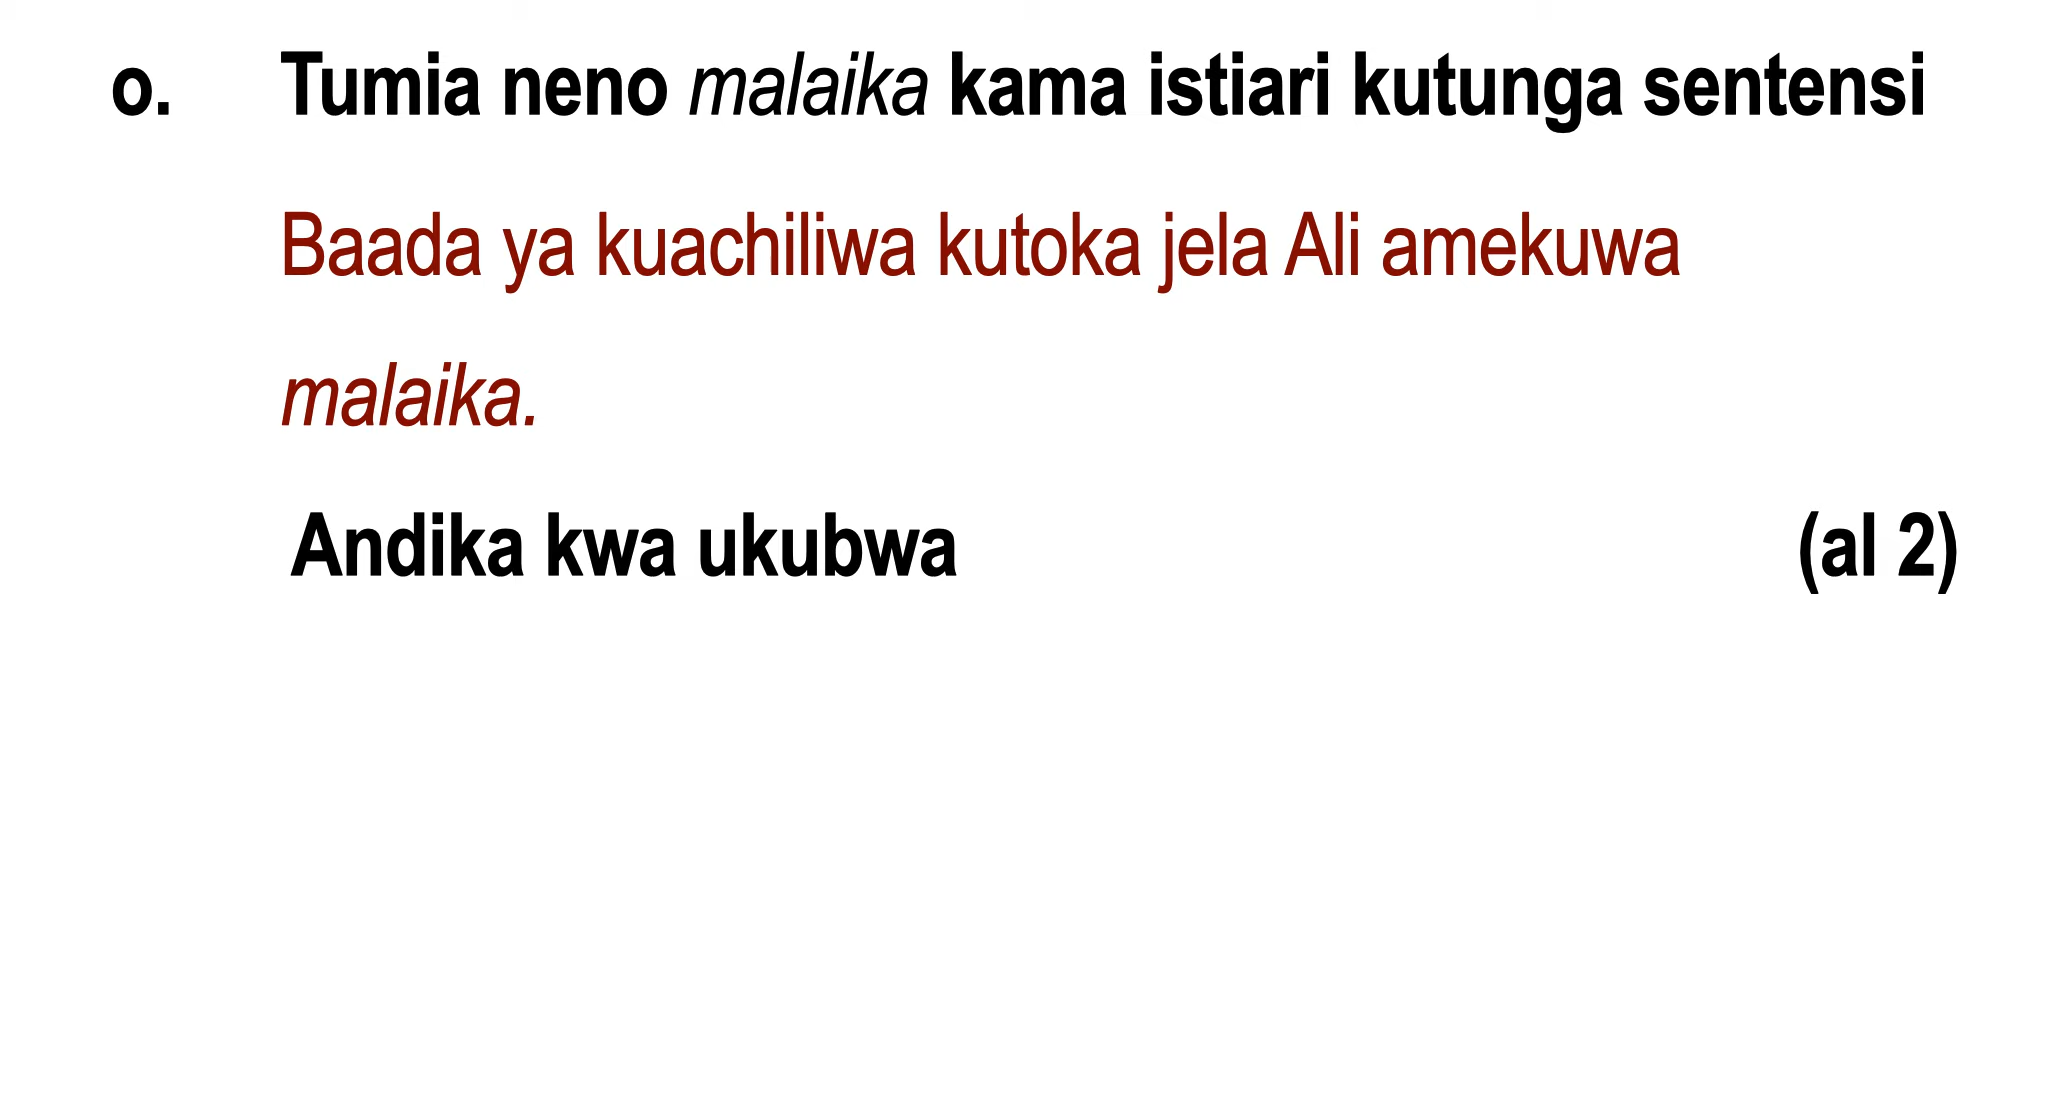 o. Tumia neno malaika kama istiari kutunga sentensi
Baada ya kuachiliwa kutoka jela Ali amekuwa
malaika.
Andika kwa ukubwa (al 2)